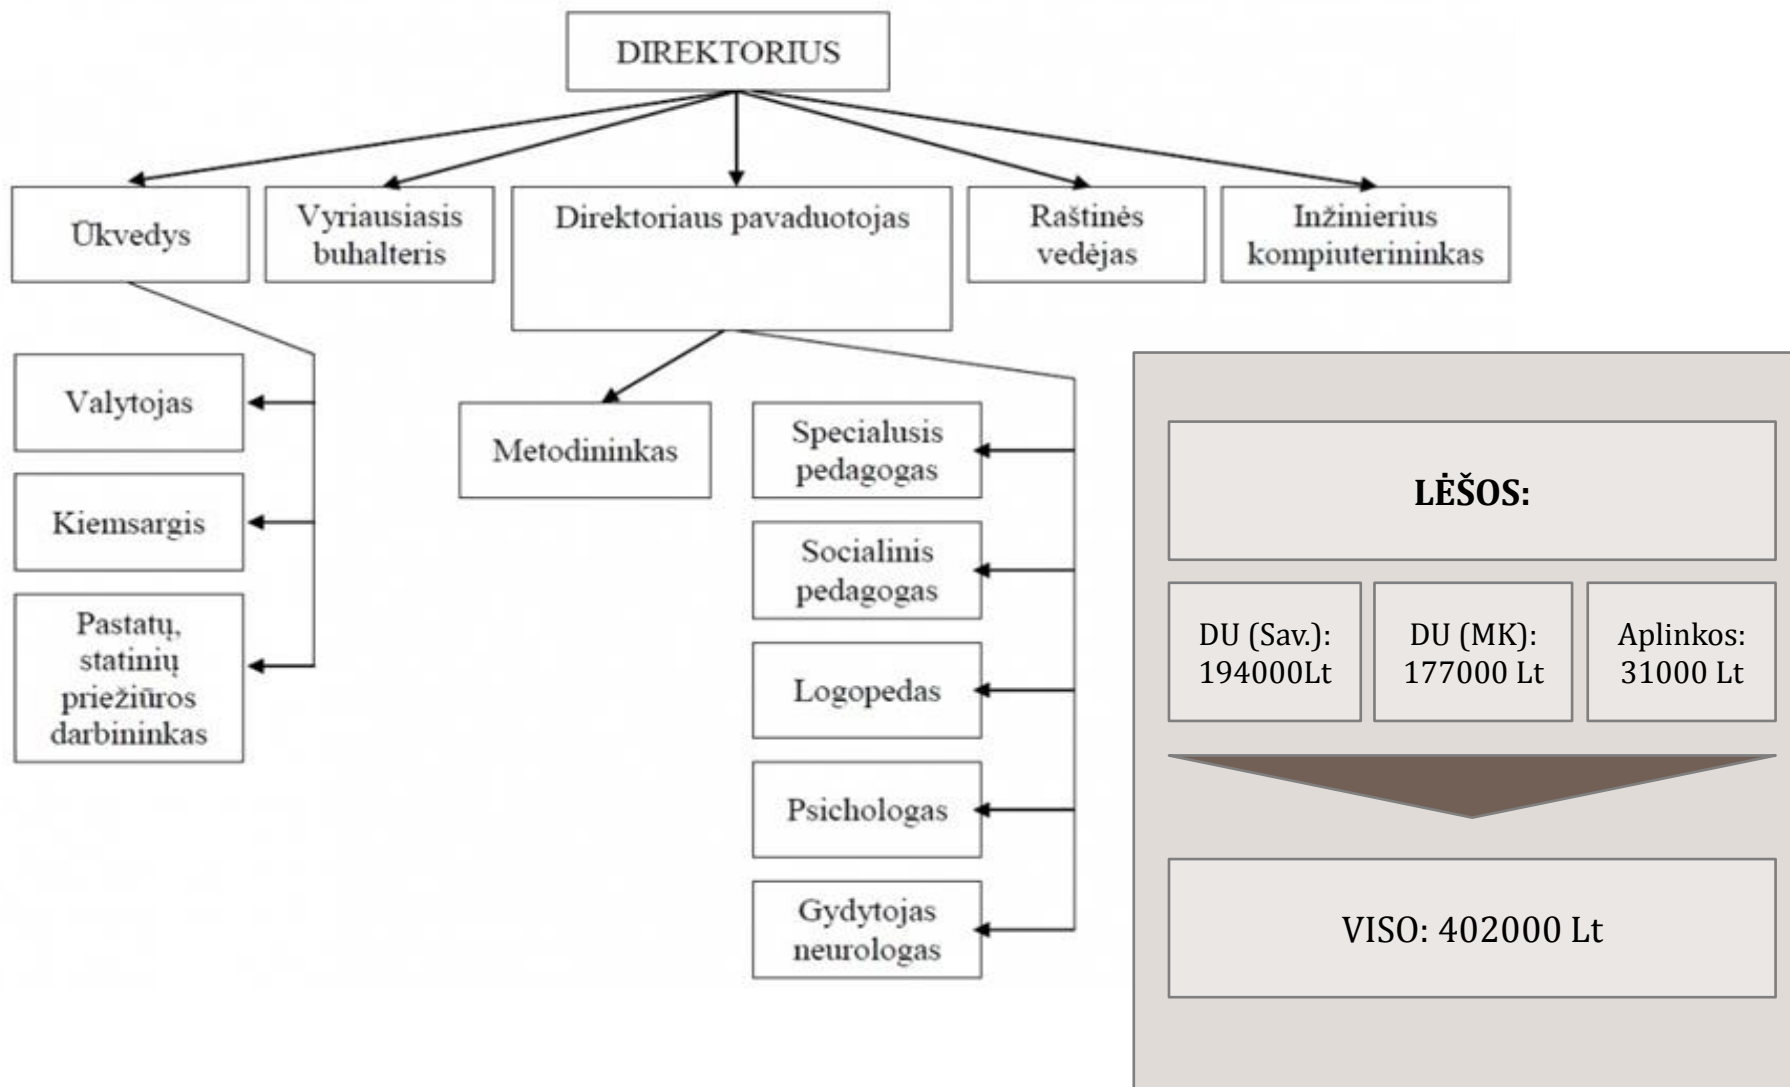 DIREKTORIUS
Ūkvedys
Vyriausiasis
buhalteris
Direktoriaus pavaduotojas
Raštinės
vedėjas
Inžinierius
kompiuterininkas
Valytojas
Kiemsargis
Pastatų,
statinių
priežiūros
darbininkas
Metodininkas
Specialusis
pedagogas
Socialinis
pedagogas
Logopedas
Psichologas
Gydytojas
neurologas
LĖŠOS:
DU (Sav.):
194000Lt
DU (MK):
177000 Lt
Aplinkos:
31000 Lt
VISO: 402000 Lt